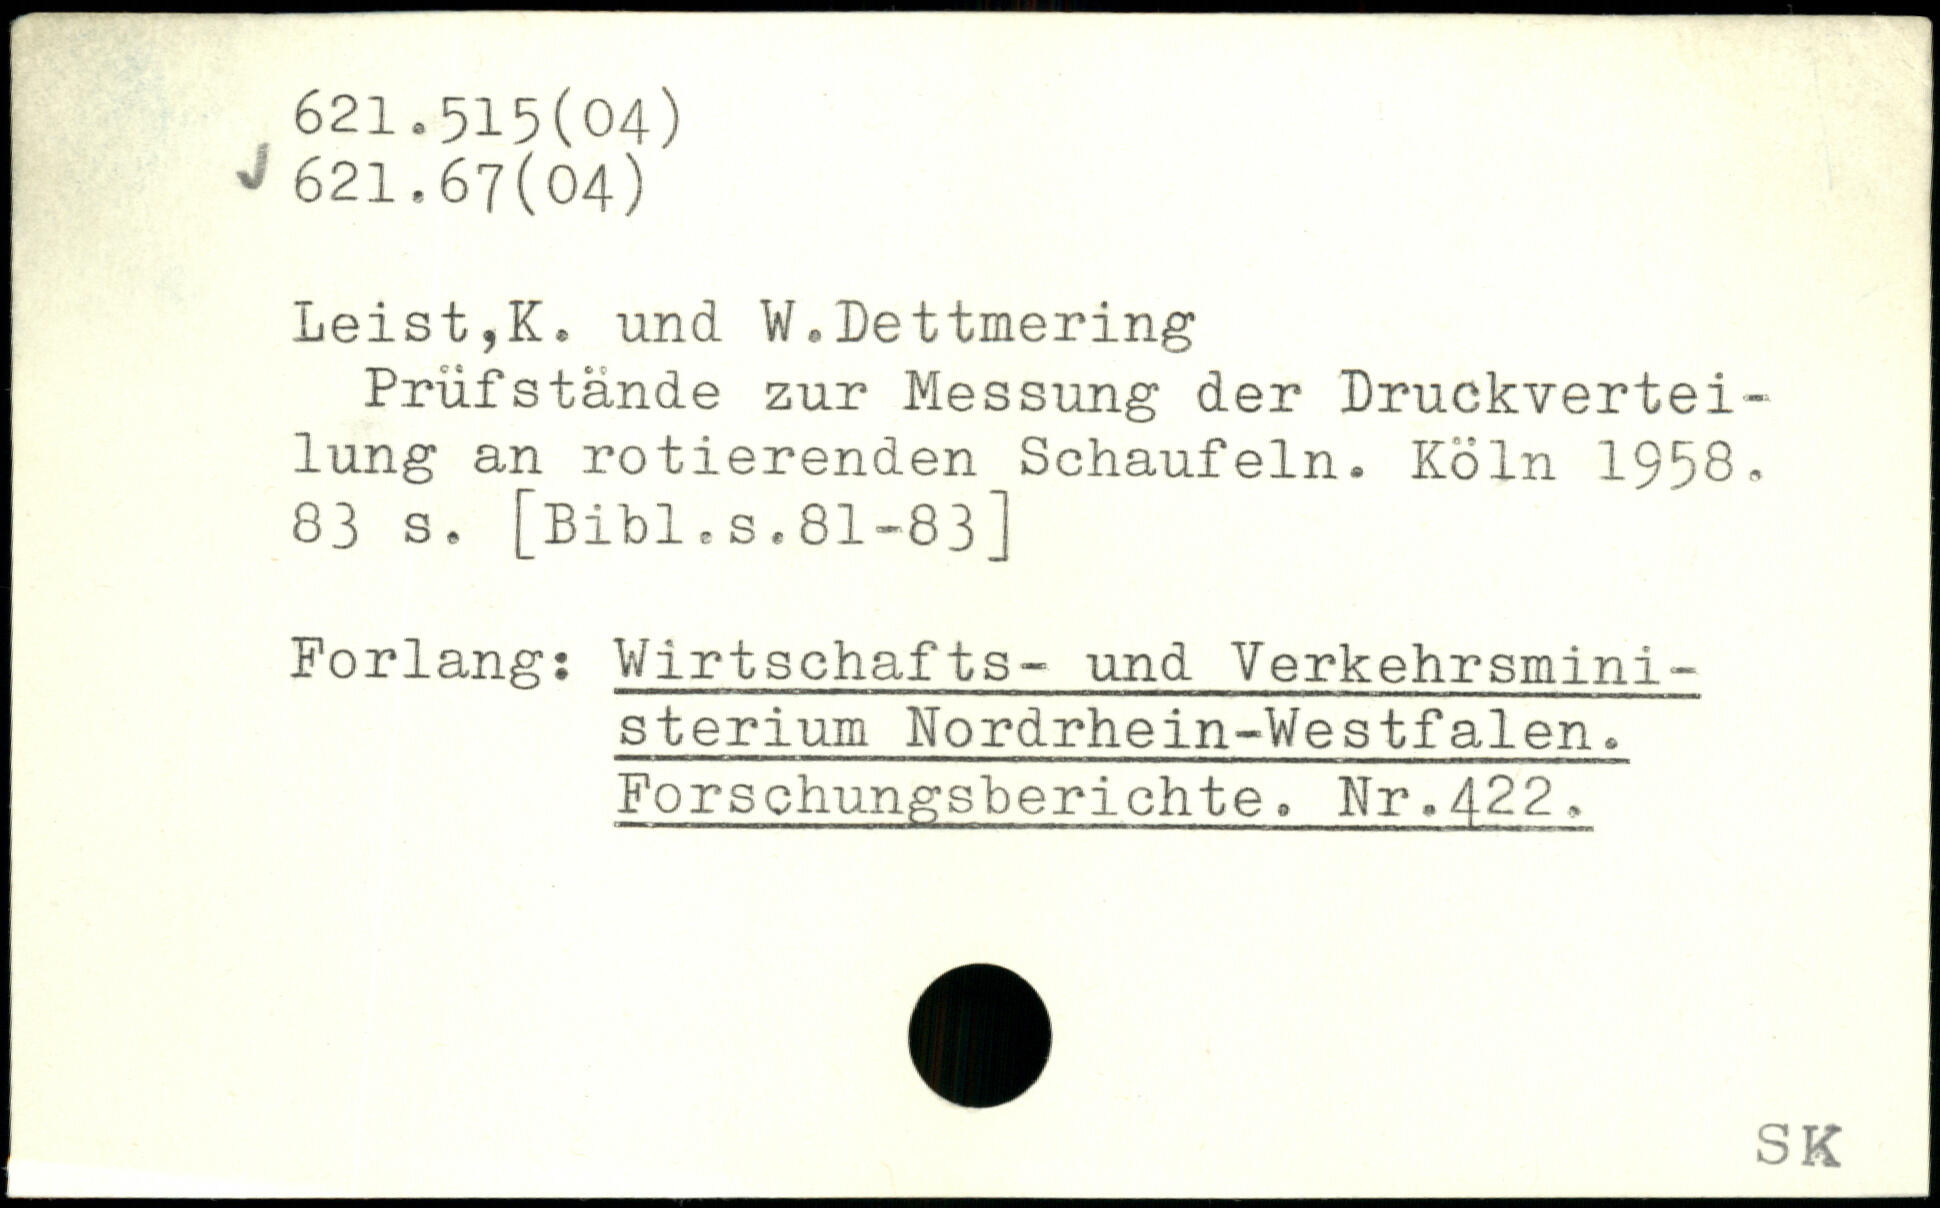 621.515(04)
✓ 621.67(04)
Leist,K. und W.Dettmering
Prüfstände zur Messung der Druckvertei-
lung an rotierenden Schaufeln. Köln 1958.
83 s. [Bibl.s.81-83]
Forlang: Wirtschafts- und Verkehrsmini-
sterium Nordrhein-Westfalen.
Forschungsberichte. Nr.422.
SK